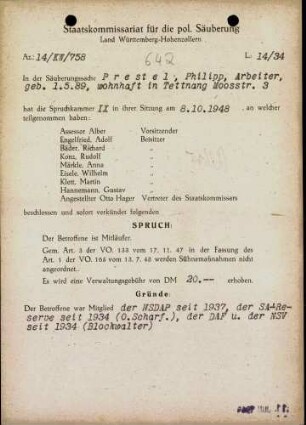 Staatskommissariat für die pol. Säuberung
Land Württemberg-Hohenzollern
Az: 14/KW/758
642
L. 14/34
In der Säuberungssache Prestel, Philipp, Arbeiter,
geb. 1.5.89, wohnhaft in Tettnang Moosstr. 3
hat die Spruchkammer II in ihrer Sitzung am 8.10.1948, an welcher
teilgenommen haben:
Assessor Alber Vorsitzender
Engelfried, Adolf Beisitzer
Bäder, Richard „
Konz, Rudolf „
Märkle, Anna „
Eisele, Wilhelm „
Klett, Martin „
Hannemann, Gustav „
Angestellter Otto Hager Vertreter des Staatskommissars
beschlossen und sofort verkündet folgenden
SPRUCH:
Der Betroffene ist Mitläufer.
Gem. Art. 3 der VO. 133 vom 17. 11. 47 in der Fassung des
Art. 1 der VO. 165 vom 13. 7. 48 werden Sühnemaßnahmen nicht
angeordnet.
Es wird eine Verwaltungsgebühr von DM 20.-- erhoben.
Gründe:
Der Betroffene war Mitglied der NSDAP seit 1937, der SA-Re-
serve seit 1934 (O.Scharf.), der DAF u. der NSV
seit 1934 (Blockwalter)